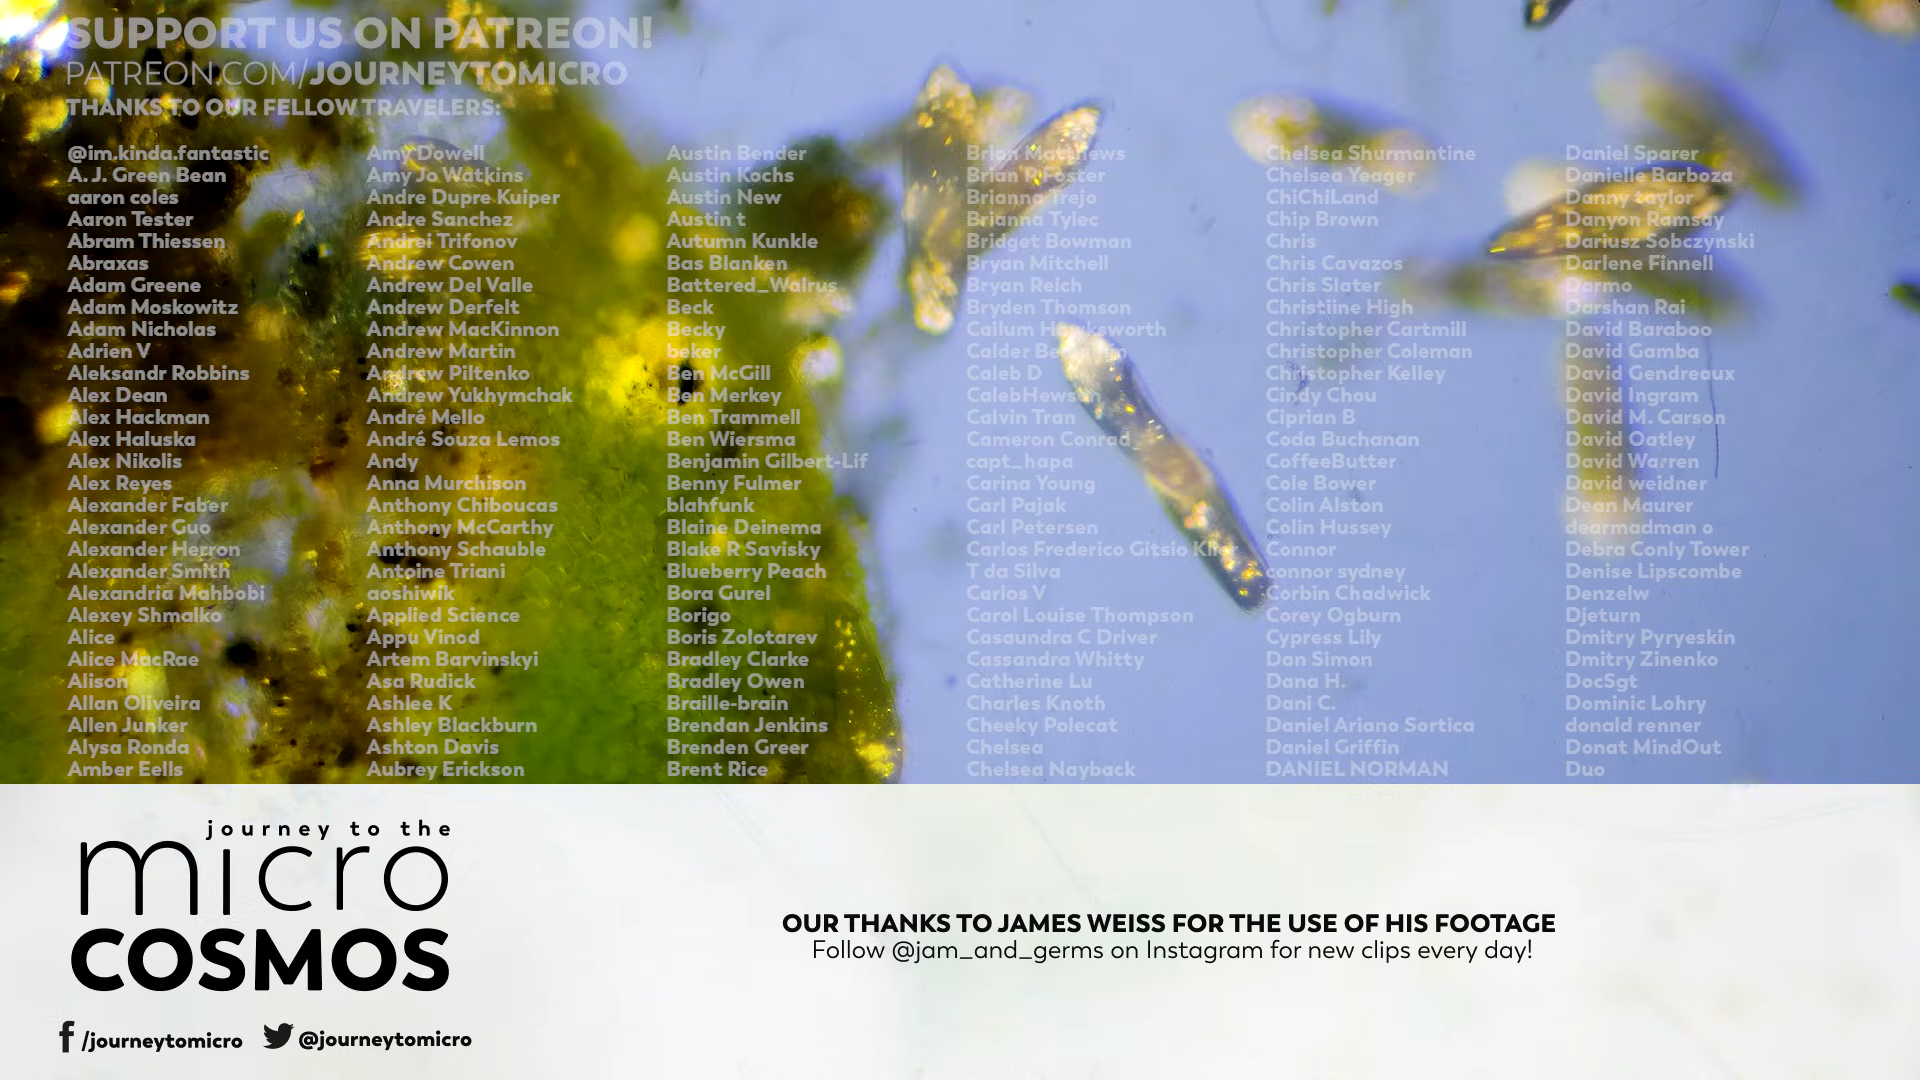 SUPPORT US ON PATREON!
PATREON.COM/JOURNEYTOMICRO
THANKS TO OUR FELLOW TRAVELERS:
@im.kinda.fantastic
A. J. Green Bean
aaron coles
Aaron Tester
Abram Thiessen
Abraxas
Adam Greene
Adam Moskowitz
Adam Nicholas
Adrien V
Aleksandr Robbins
Alex Dean
Alex Hackman
Alex Haluska
Alex Nikolis
Alex Reyes
Alexander Faber
Alexander Guo
Alexander Herron
Alexander Smith
Alexandria Mahbobi
Alexey Shmalko
Alice
Alice MacRae
Alison
Allan Oliveira
Allen Junker
Alysa Ronda
Amber Eells
Amy Dowell
Amy Jo Watkins
Andre Dupre Kuiper
Andre Sanchez
Andrei Trifonov
Andrew Cowen
Andrew Del Valle
Andrew Derfelt
Andrew MacKinnon
Andrew Martin
Andrew Piltenko
Andrew Yukhymchak
André Mello
André Souza Lemos
Andy
Anna Murchison
Anthony Chiboucas
Anthony McCarthy
Anthony Schauble
Antoine Triani
aoshiwik
Applied Science
Appu Vinod
Artem Barvinskyi
Asa Rudick
Ashlee K
Ashley Blackburn
Ashton Davis
Aubrey Erickson
Austin Bender
Austin Kochs
Austin New
Austin t
Autumn Kunkle
Bas Blanken
Battered_Walrus
Beck
Becky
beker
Ben McGill
Ben Merkey
Ben Trammell
Ben Wiersma
Benjamin Gilbert-Lif
Benny Fulmer
blahfunk
Blaine Deinema
Blake R Savisky
Blueberry Peach
Bora Gurel
Borigo
Boris Zolotarev
Bradley Clarke
Bradley Owen
Braille-brain
Brendan Jenkins
Brenden Greer
Brent Rice
Brian Matthews
Brian P Foster
Brianna Trejo
Brianna Tylec
Bridget Bowman
Bryan Mitchell
Bryan Reich
Bryden Thomson
Cailum Hawksworth
Calder
Caleb D
CalebHewson
Calvin Tran
Cameron Conrad
capt_hapa
Carina Young
Carl Pajak
Carl Petersen
Carlos Frederico Gitsio
T da Silva
Carlos V
Carol Louise Thompson
Casaundra C Driver
Cassandra Whitty
Catherine Lu
Charles Knoth
Cheeky Polecat
Chelsea
Chelsea Nayback
Chelsea Shurmantine
Chelsea Yeager
ChiChiLand
Chip Brown
Chris
Chris Cavazos
Chris Slater
Christiine High
Christopher Cartmill
Christopher Coleman
Christopher Kelley
Cindy Chou
Ciprian B
Coda Buchanan
CoffeeButter
Cole Bower
Colin Alston
Colin Hussey
Connor
connor sydney
Corbin Chadwick
Corey Ogburn
Cypress Lily
Dan Simon
Dana H.
Dani C.
Daniel Ariano Sortica
Daniel Griffin
DANIEL NORMAN
Daniel Sparer
Danielle Barboza
Danny taylor
Danyon Ramsay
Dariusz Sobczynski
Darlene Finnell
Darmo
Darshan Rai
David Baraboo
David Gamba
David Gendreaux
David Ingram
David M. Carson
David Oatley
David Warren
David weidner
Dean Maurer
dearmadman o
Debra Conly Tower
Denise Lipscombe
Denzelw
Djeturn
Dmitry Pyryeskin
Dmitry Zinenko
DocSgt
Dominic Lohry
donald renner
Donat MindOut
Duo
journey to the
micro
COSMOS
/journeytomicro @journeytomicro
OUR THANKS TO JAMES WEISS FOR THE USE OF HIS FOOTAGE
Follow @jam_and_germs on Instagram for new clips every day!